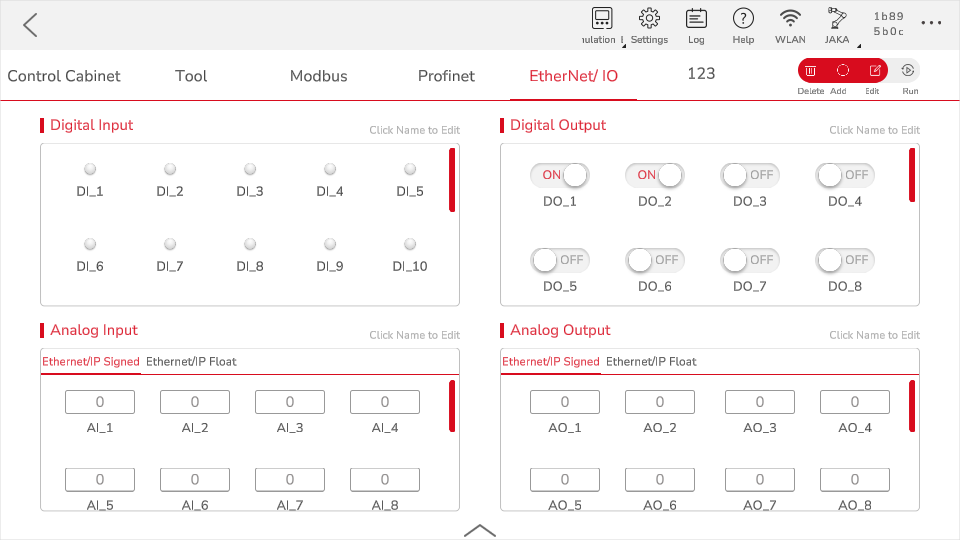 1b89
5b0c
ulation Settings Log Help WLAN JAKA
Control Cabinet Tool Modbus Profinet EtherNet/ IO 123
Delete Add Edit Run
Digital Input Click Name to Edit
DI_1 DI_2 DI_3 DI_4 DI_5
DI_6 DI_7 DI_8 DI_9 DI_10
Digital Output Click Name to Edit
ON ON OFF OFF
DO_1 DO_2 DO_3 DO_4
OFF OFF OFF OFF
DO_5 DO_6 DO_7 DO_8
Analog Input Click Name to Edit
Ethernet/IP Signed Ethernet/IP Float
0 0 0 0
AI_1 AI_2 AI_3 AI_4
0 0 0 0
AI_5 AI_6 AI_7 AI_8
Analog Output Click Name to Edit
Ethernet/IP Signed Ethernet/IP Float
0 0 0 0
AO_1 AO_2 AO_3 AO_4
0 0 0 0
AO_5 AO_6 AO_7 AO_8